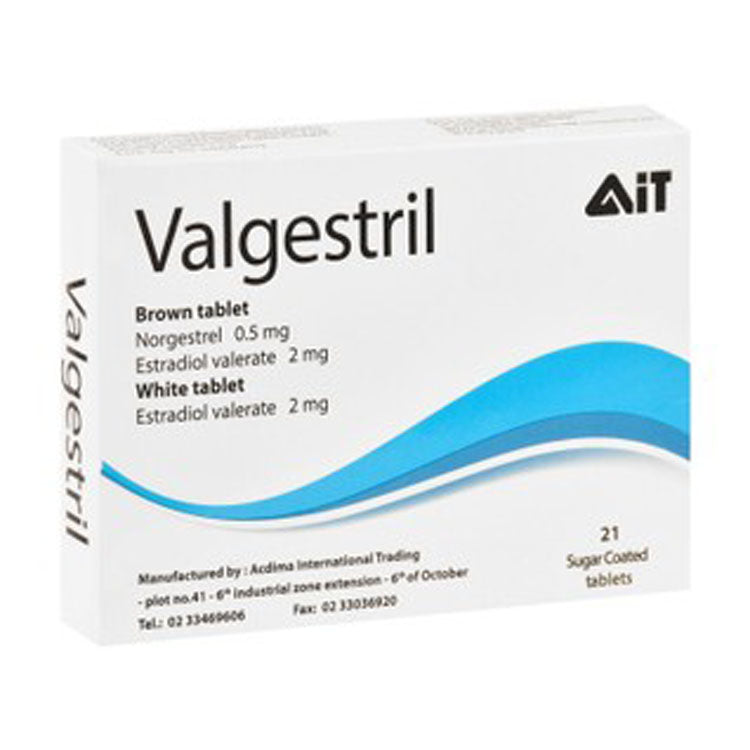 AiT
Valgestril
Brown tablet
Norgestrel 0.5 mg
Estradiol valerate 2 mg
White tablet
Estradiol valerate 2 mg
21
Sugar Coated
tablets
Manufactured by : Acdima International Trading
- plot no.41 - 6th industrial zone extension - 6th of October
Tel.: 02 33469606 Fax: 02 33036920
Valgestril